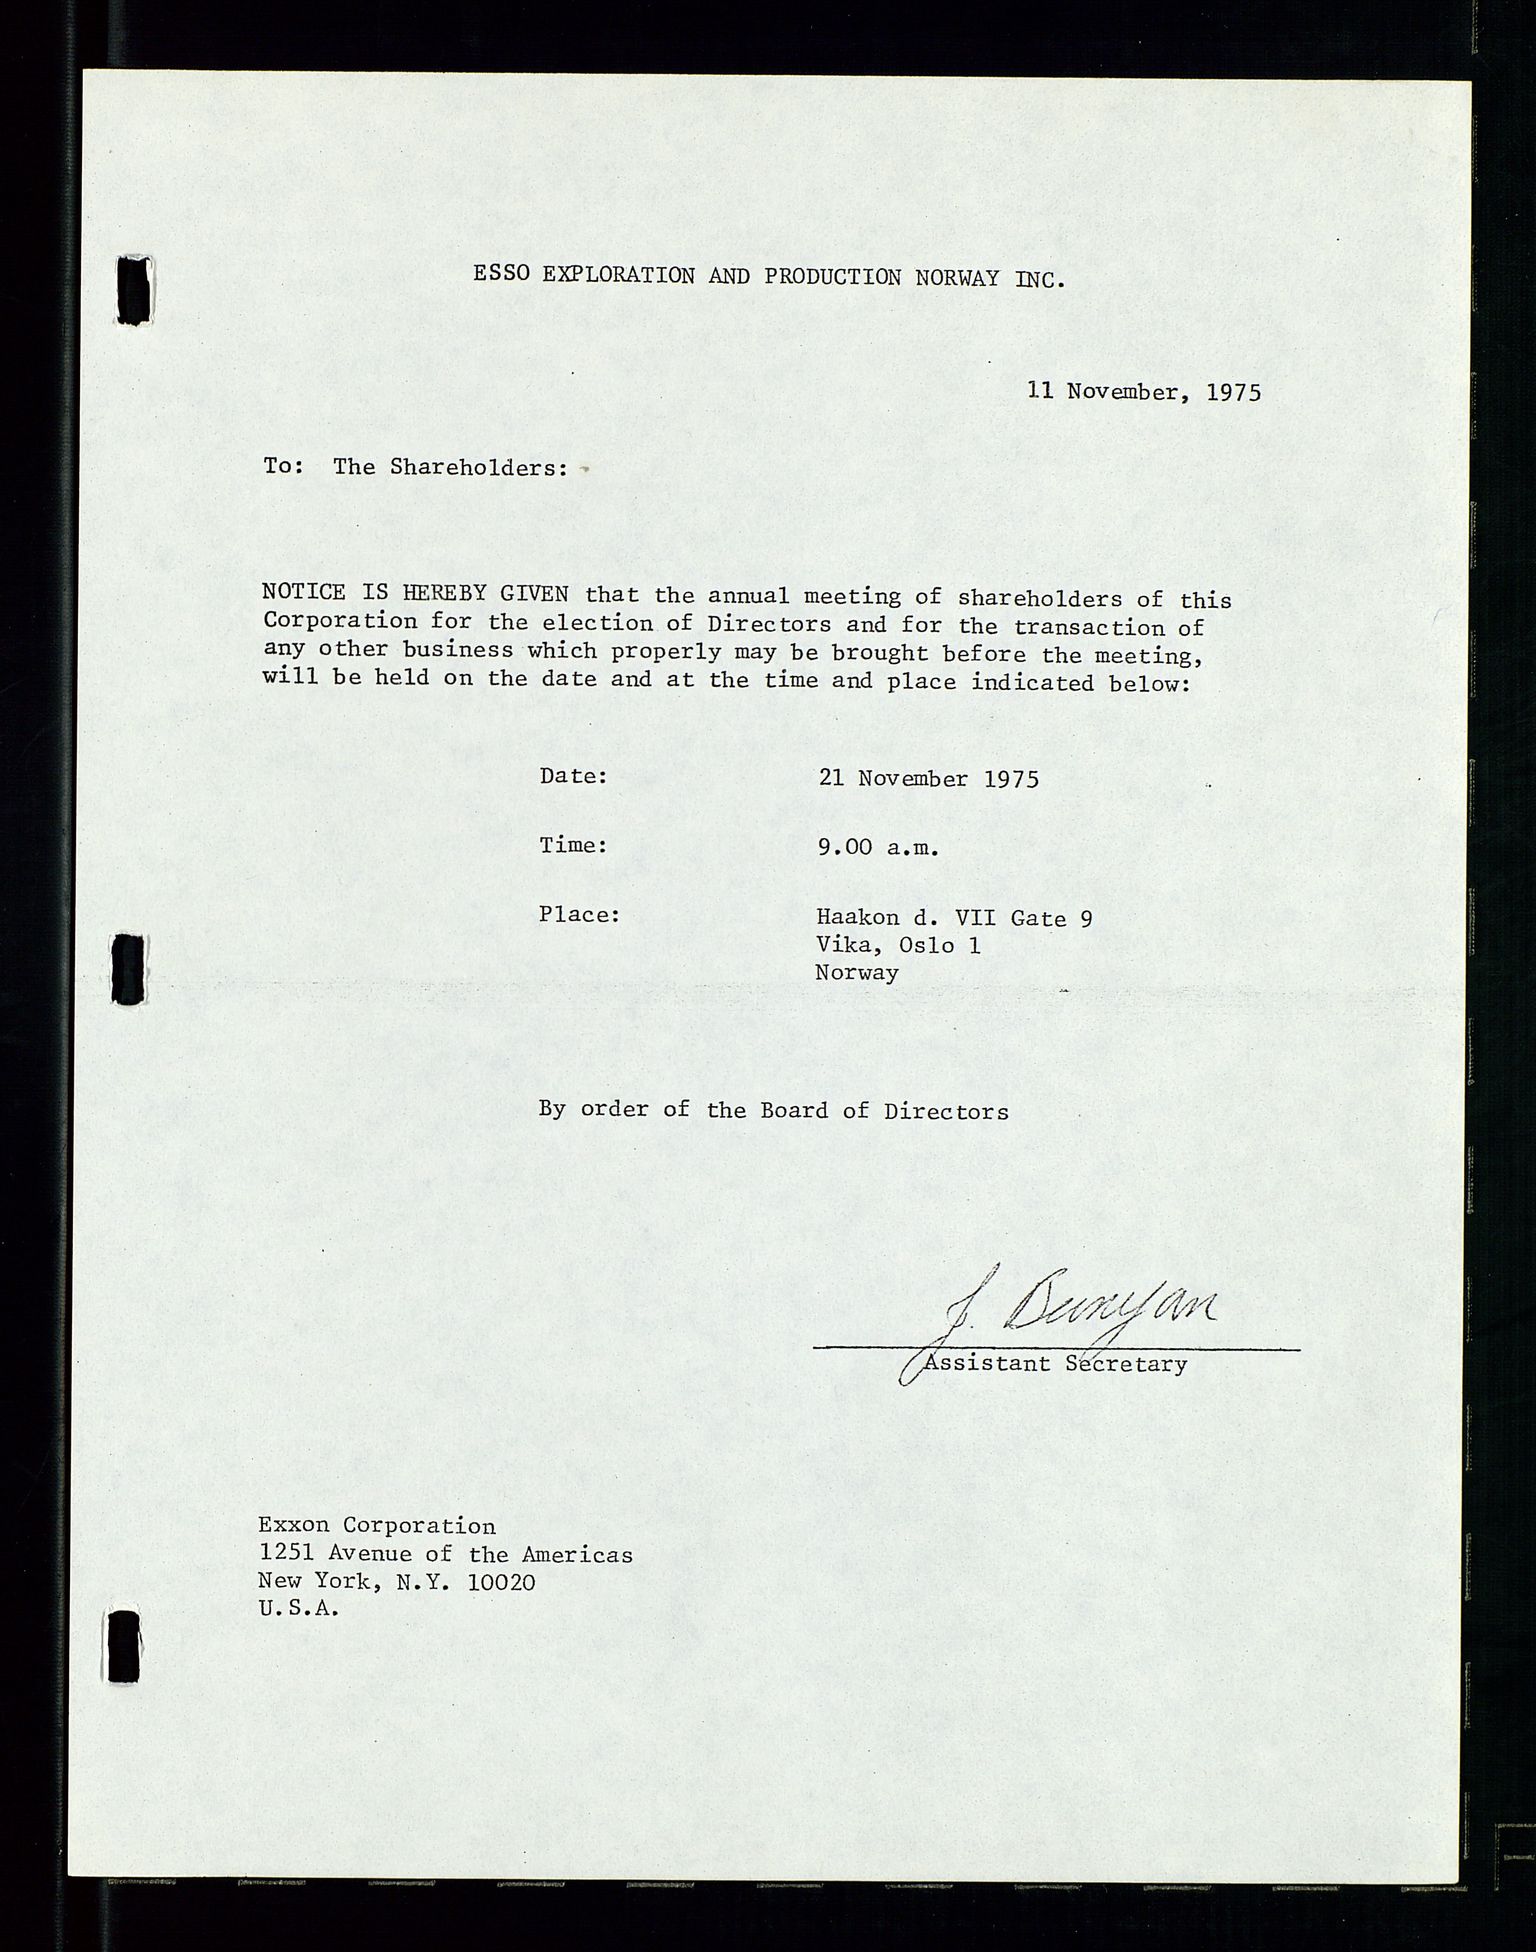 ESSO EXPLORATION AND PRODUCTION NORWAY INC.
11 November, 1975
To: The Shareholders:
NOTICE IS HEREBY GIVEN that the annual meeting of shareholders of this
Corporation for the election of Directors and for the transaction of
any other business which properly may be brought before the meeting,
will be held on the date and at the time and place indicated below:
Date: 21 November 1975
Time: 9.00 a.m.
Place: Haakon d. VII Gate 9
Vika, Oslo 1
Norway
By order of the Board of Directors
J. Bunyan
Assistant Secretary
Exxon Corporation
1251 Avenue of the Americas
New York, N.Y. 10020
U.S.A.